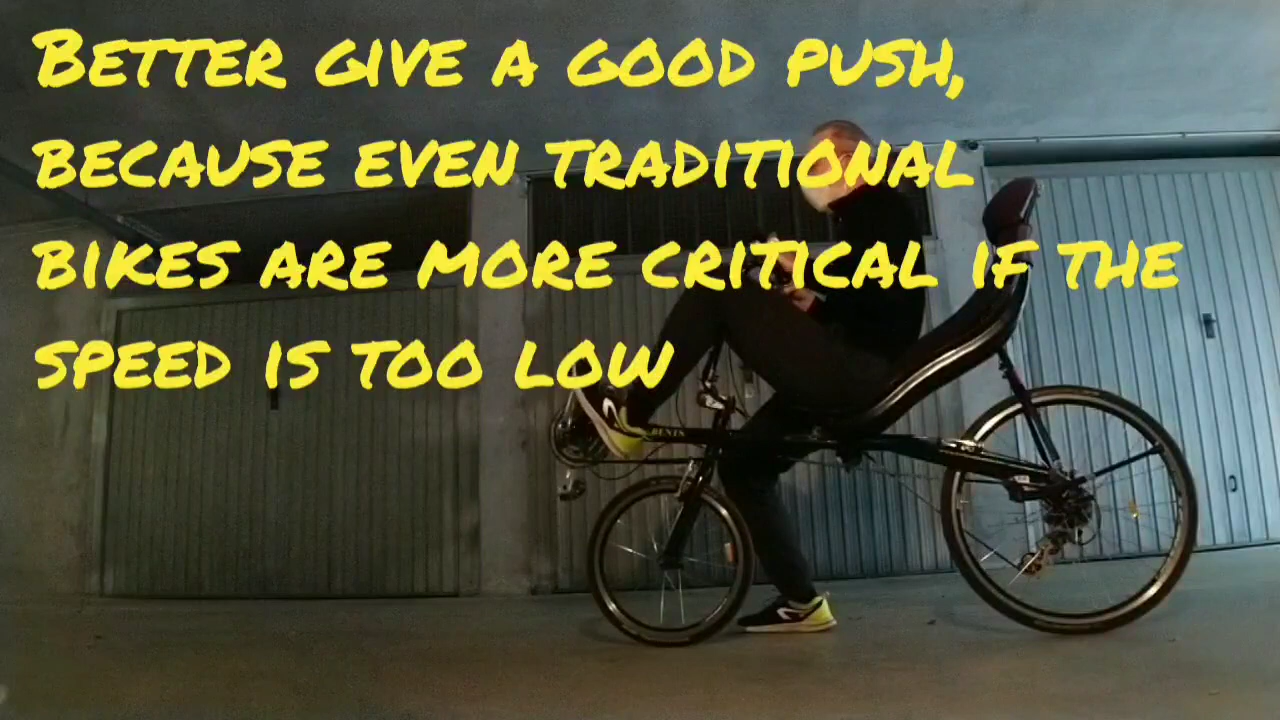 Better give a good push,
because even traditional
bikes are more critical if the
speed is too low